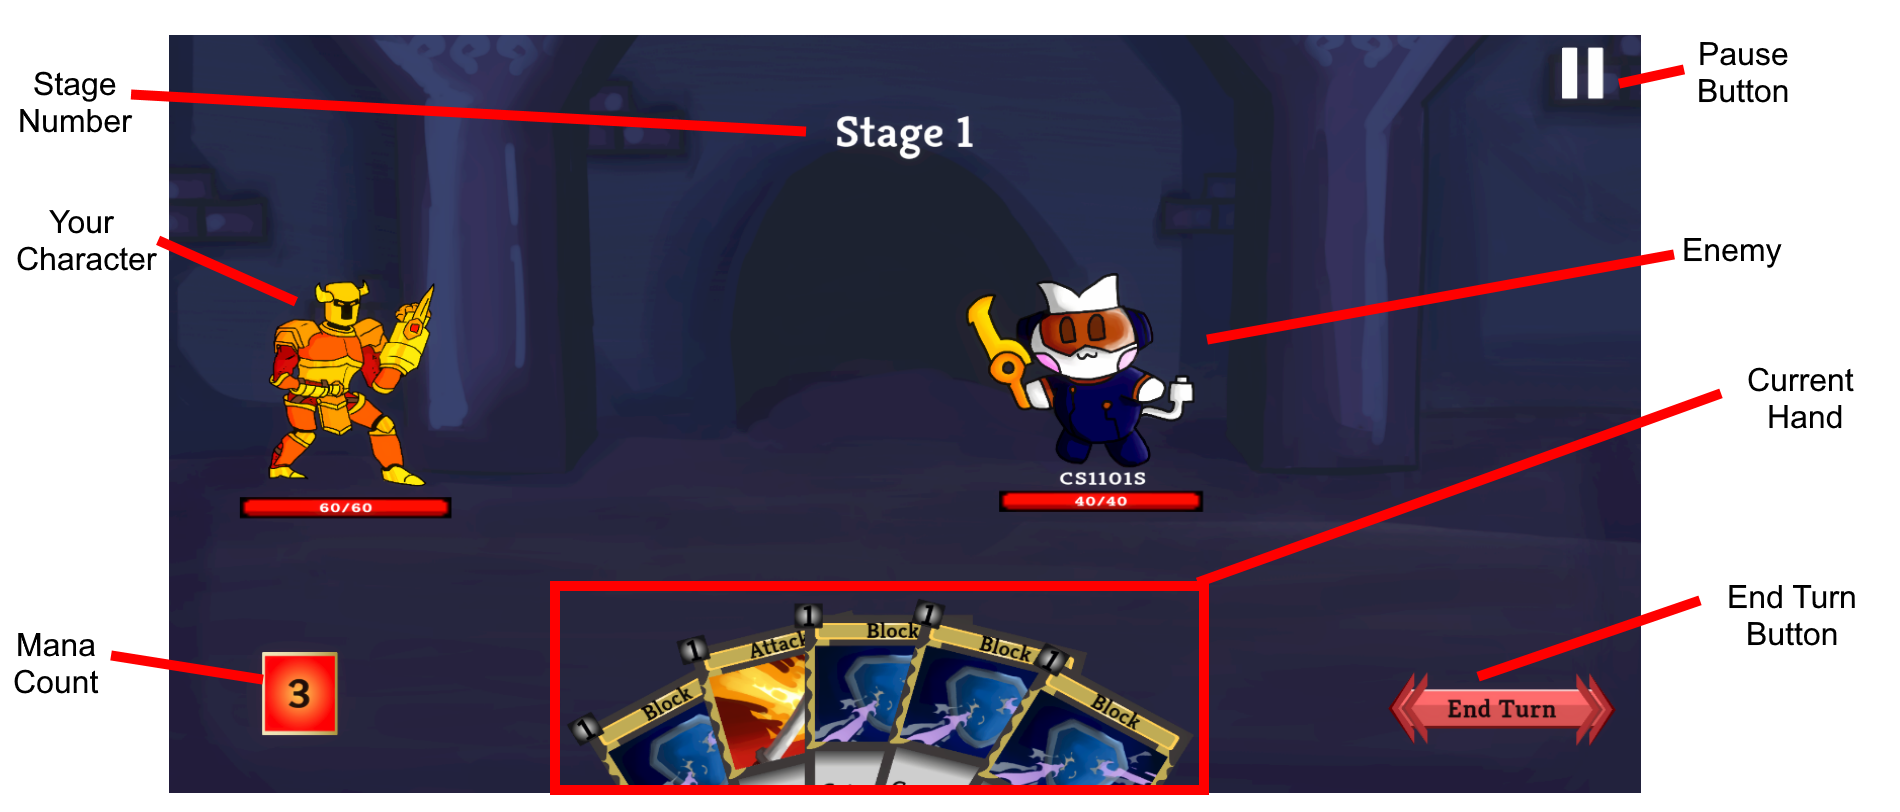 Stage
Number
Pause
Button
Stage 1
Your
Character
Enemy
Current
Hand
CS1101S
60/60
40/40
Mana
Count
3
1
Block
1
Attack
1
Block
1
Block
1
Block
End Turn
Button
End Turn